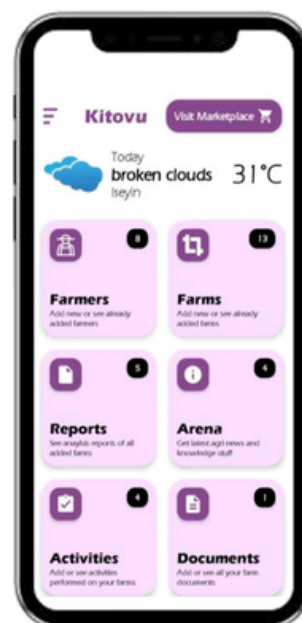 Kitovu
Visit Marketplace
Today
broken clouds
Iseyin
31°C
8
Farmers
Add new or see already
added farmers
13
Farms
Add new or see already
added farms
5
Reports
See anaylsis reports of all
added farms
4
Arena
Get latest agri news and
knowledge stuff
4
Activities
Add or see activities
performed on your farms
1
Documents
Add or see all your farm
documents